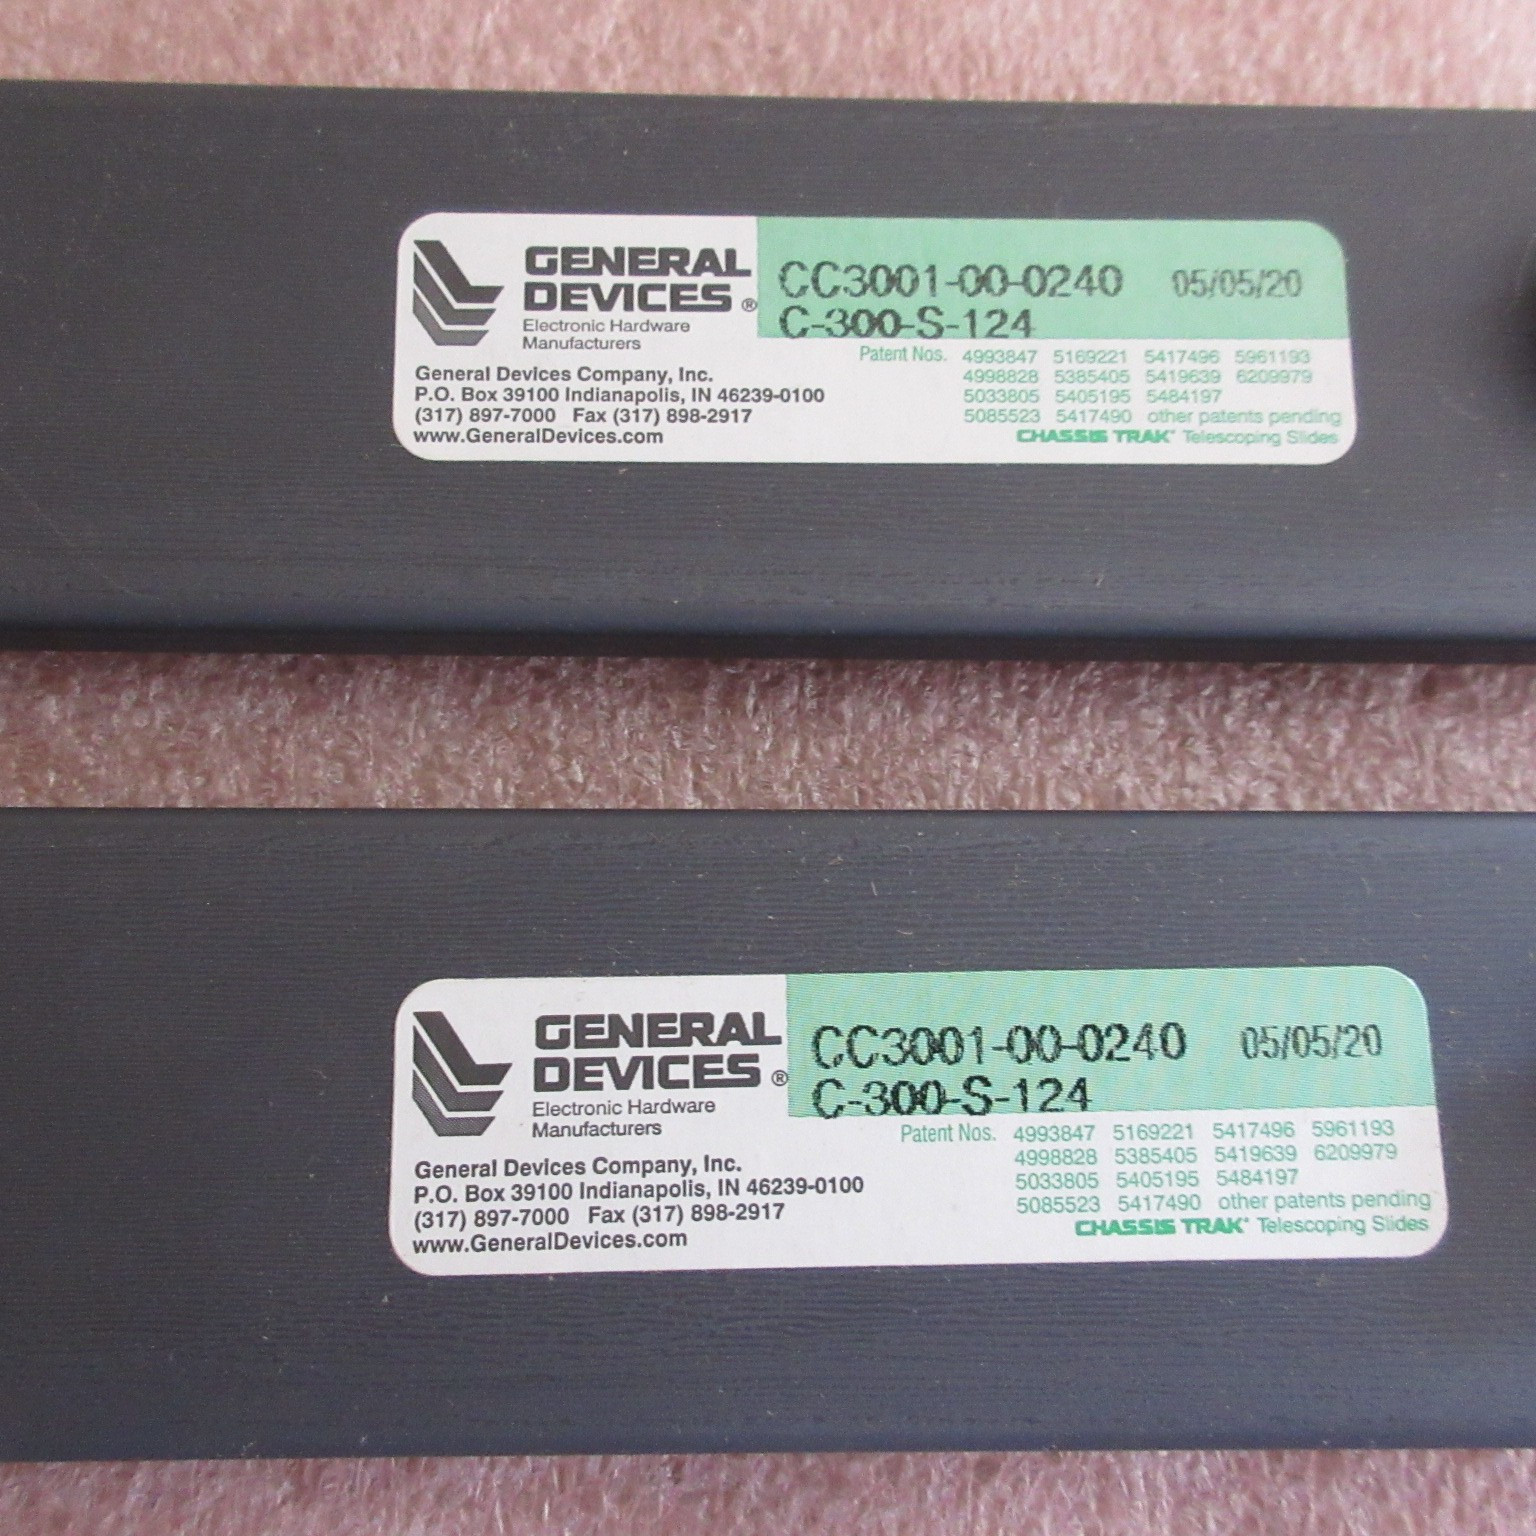 GENERAL
DEVICES®
Electronic Hardware
Manufacturers
CC3001-00-0240 05/05/20
C-300-S-124
Patent Nos. 4993847 5169221 5417496 5961193
4998828 5385405 5419639 6209979
5033805 5405195 5484197
5085523 5417490 other patents pending
CHASSIS TRAK® Telescoping Slides
General Devices Company, Inc.
P.O. Box 39100 Indianapolis, IN 46239-0100
(317) 897-7000 Fax (317) 898-2917
www.GeneralDevices.com
GENERAL
DEVICES®
Electronic Hardware
Manufacturers
CC3001-00-0240 05/05/20
C-300-S-124
Patent Nos. 4993847 5169221 5417496 5961193
4998828 5385405 5419639 6209979
5033805 5405195 5484197
5085523 5417490 other patents pending
CHASSIS TRAK® Telescoping Slides
General Devices Company, Inc.
P.O. Box 39100 Indianapolis, IN 46239-0100
(317) 897-7000 Fax (317) 898-2917
www.GeneralDevices.com